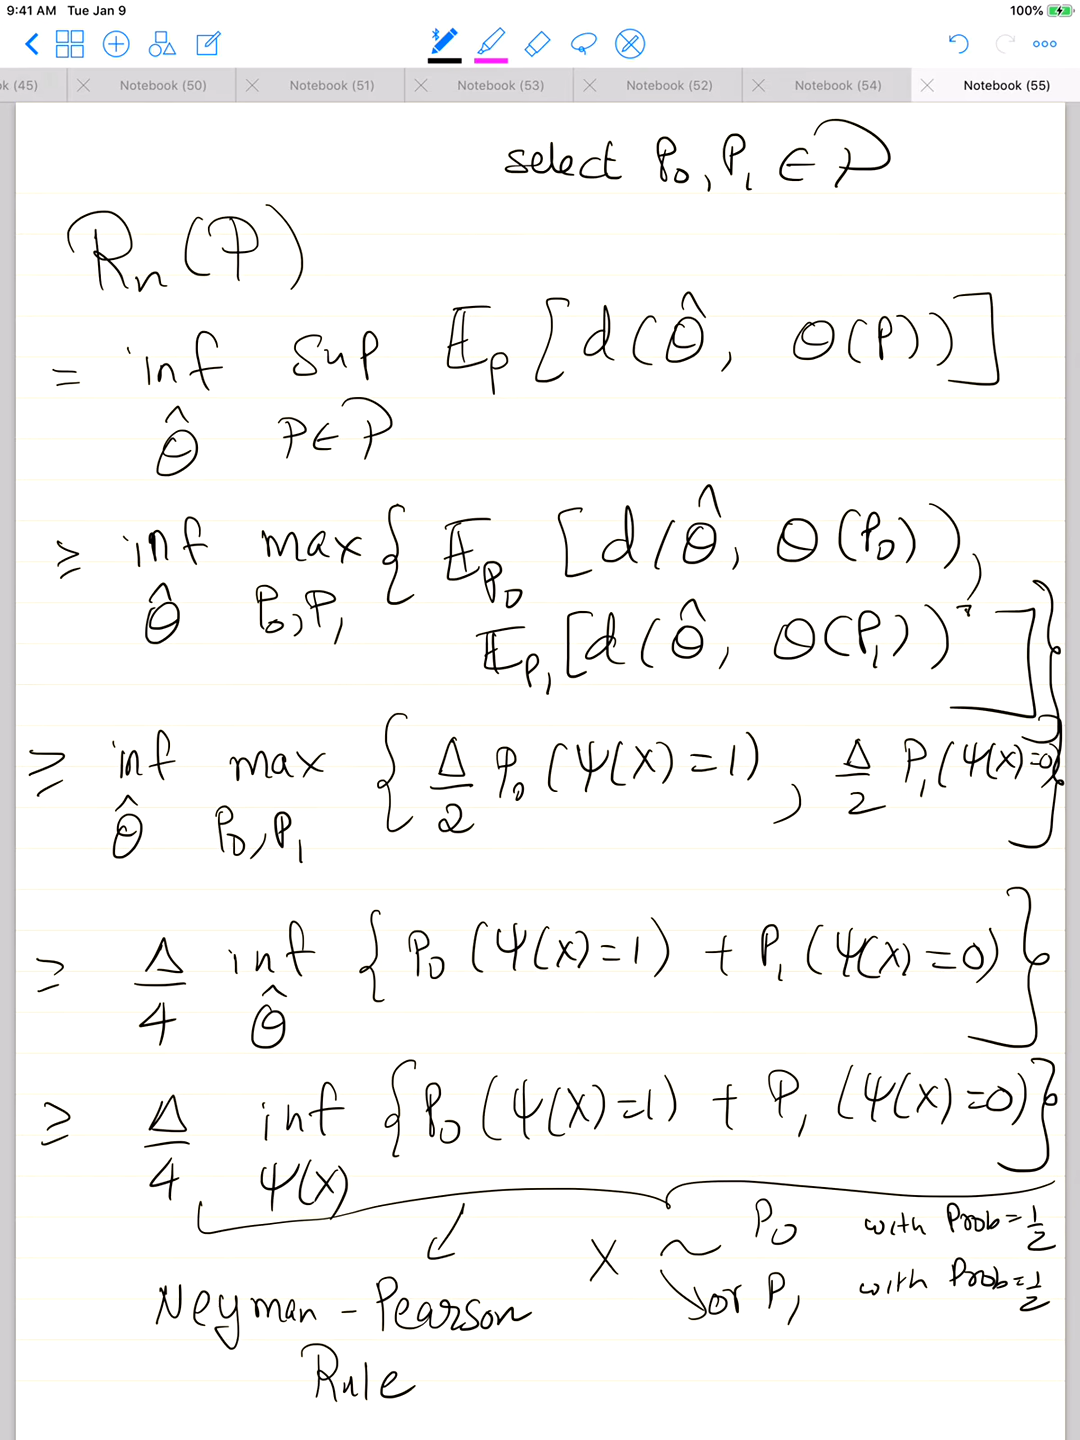 9:41 AM Tue Jan 9
100%
ok (45)
Notebook (50)
Notebook (51)
Notebook (53)
Notebook (52)
Notebook (54)
Notebook (55)
select P₀, P₁ ∈ 𝒫
Rₙ(𝒫)
= inf sup 𝔼ₚ [ d(θ̂, θ(P)) ]
θ̂ P∈𝒫
≥ inf max { 𝔼_P₀ [ d(θ̂, θ(P₀)) ,
θ̂ P₀,P₁
𝔼_P₁ [ d(θ̂, θ(P₁)) ] }
≥ inf max { Δ/2 P₀(Ψ(X)=1) , Δ/2 P₁(Ψ(X)=0) }
θ̂ P₀,P₁
≥ Δ/4 inf { P₀(Ψ(X)=1) + P₁(Ψ(X)=0) }
θ̂
≥ Δ/4 inf { P₀(Ψ(X)=1) + P₁(Ψ(X)=0) }
Ψ(X)
X ~ P₀ with Prob=1/2
or P₁ with Prob=1/2
Neyman-Pearson
Rule